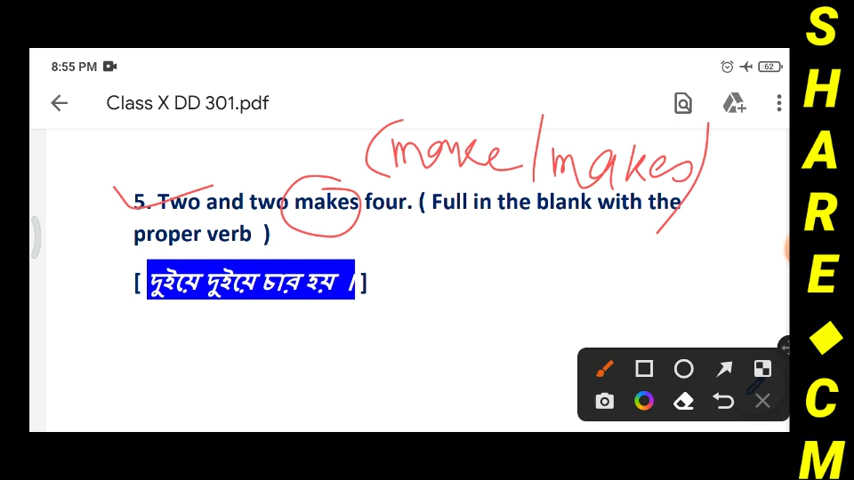 8:55 PM
62
Class X DD 301.pdf
(make/makes)
5. Two and two makes four. ( Full in the blank with the
proper verb )
[ দুইয়ে দুইয়ে চার হয় । ]
SHARE◆CM